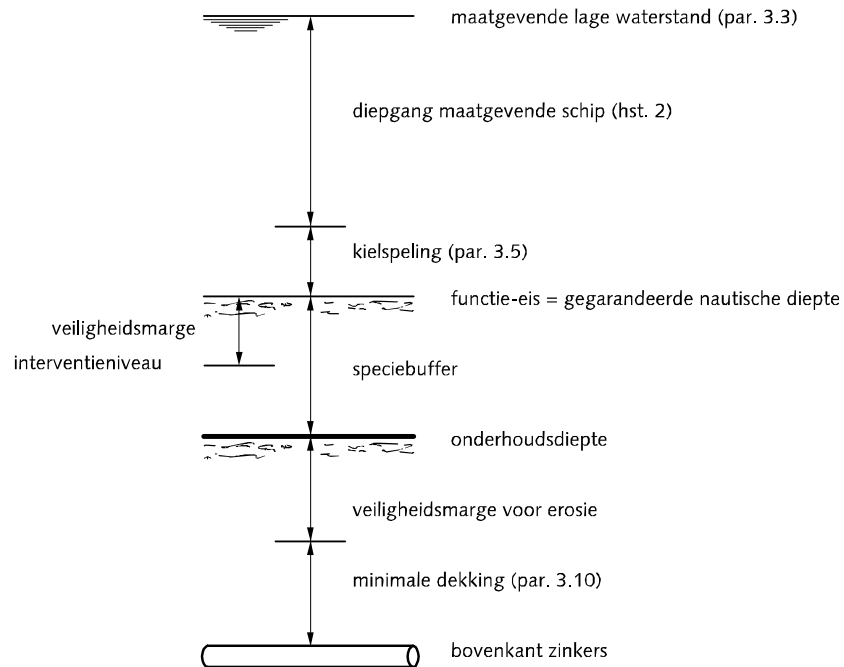 maatgevende lage waterstand (par. 3.3)
diepgang maatgevende schip (hst. 2)
kielspeling (par. 3.5)
functie-eis = gegarandeerde nautische diepte
veiligheidsmarge
interventieniveau
speciebuffer
onderhoudsdiepte
veiligheidsmarge voor erosie
minimale dekking (par. 3.10)
bovenkant zinkers